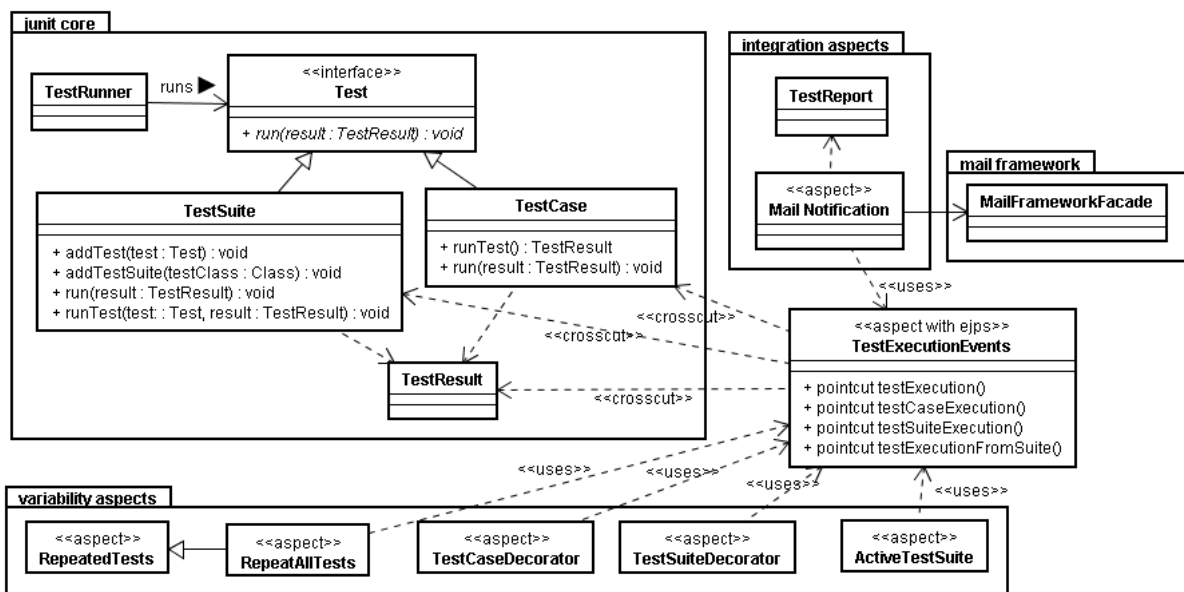 junit core
TestRunner
runs
<<interface>>
Test
+ run(result : TestResult) : void
TestSuite
+ addTest(test : Test) : void
+ addTestSuite(testClass : Class) : void
+ run(result : TestResult) : void
+ runTest(test: : Test, result : TestResult) : void
TestCase
+ runTest() : TestResult
+ run(result : TestResult) : void
TestResult
integration aspects
TestReport
<<aspect>>
Mail Notification
mail framework
MailFrameworkFacade
<<uses>>
<<crosscut>>
<<crosscut>>
<<crosscut>>
<<aspect with ejps>>
TestExecutionEvents
+ pointcut testExecution()
+ pointcut testCaseExecution()
+ pointcut testSuiteExecution()
+ pointcut testExecutionFromSuite()
<<uses>>
<<uses>>
<<uses>>
<<uses>>
variability aspects
<<aspect>>
RepeatedTests
<<aspect>>
RepeatAllTests
<<aspect>>
TestCaseDecorator
<<aspect>>
TestSuiteDecorator
<<aspect>>
ActiveTestSuite